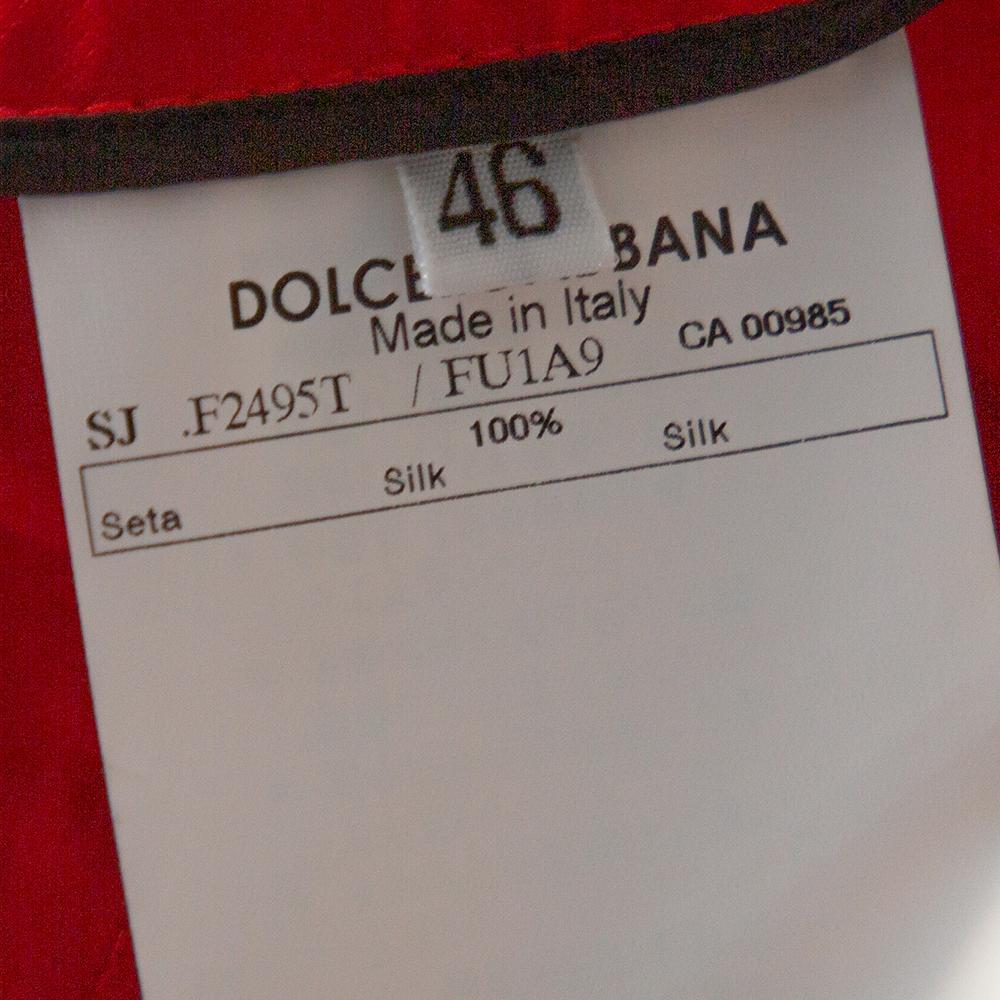 46
DOLCE BANA
Made in Italy
SJ .F2495T / FU1A9 CA 00985
100%
Seta Silk Silk